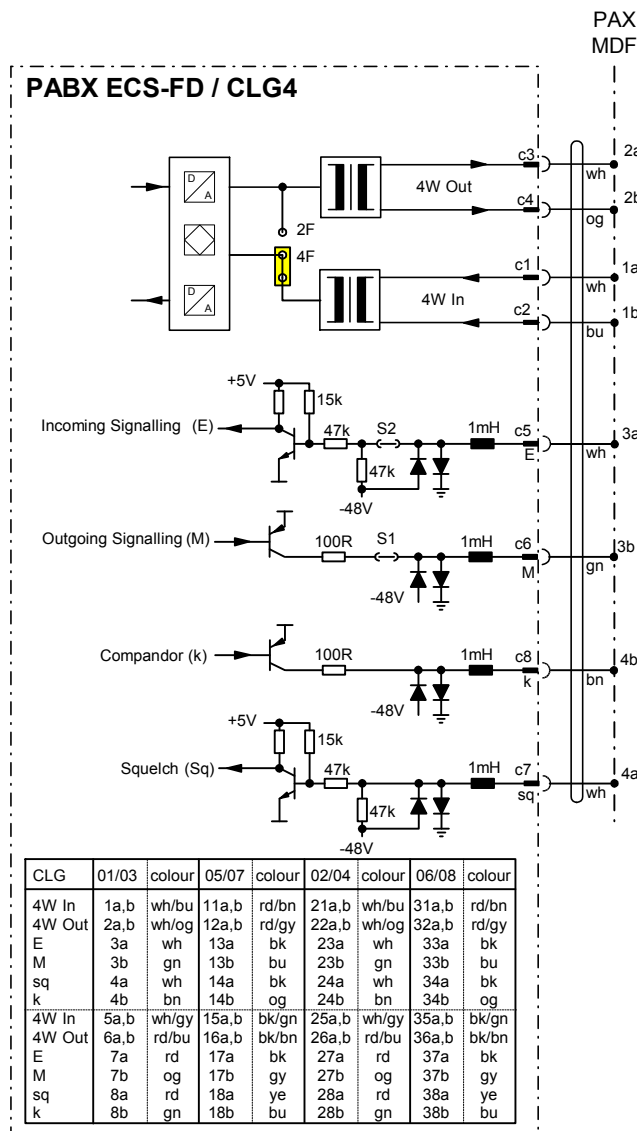 PAX
MDF
PABX ECS-FD / CLG4
D
A
D
A
2F
4F
4W Out
4W In
c3
wh
2a
c4
og
2b
c1
wh
1a
c2
bu
1b
+5V
15k
Incoming Signalling (E)
47k
S2
47k
-48V
1mH
c5
E
wh
3a
Outgoing Signalling (M)
100R
S1
-48V
1mH
c6
M
gn
3b
Compandor (k)
100R
-48V
1mH
c8
k
bn
4b
+5V
15k
Squelch (Sq)
47k
47k
-48V
1mH
c7
sq
wh
4a
CLG 01/03 colour 05/07 colour 02/04 colour 06/08 colour
4W In 1a,b wh/bu 11a,b rd/bn 21a,b wh/bu 31a,b rd/bn
4W Out 2a,b wh/og 12a,b rd/gy 22a,b wh/og 32a,b rd/gy
E 3a wh 13a bk 23a wh 33a bk
M 3b gn 13b bu 23b gn 33b bu
sq 4a wh 14a bk 24a wh 34a bk
k 4b bn 14b og 24b bn 34b og
4W In 5a,b wh/gy 15a,b bk/gn 25a,b wh/gy 35a,b bk/gn
4W Out 6a,b rd/bu 16a,b bk/bn 26a,b rd/bu 36a,b bk/bn
E 7a rd 17a bk 27a rd 37a bk
M 7b og 17b gy 27b og 37b gy
sq 8a rd 18a ye 28a rd 38a ye
k 8b gn 18b bu 28b gn 38b bu